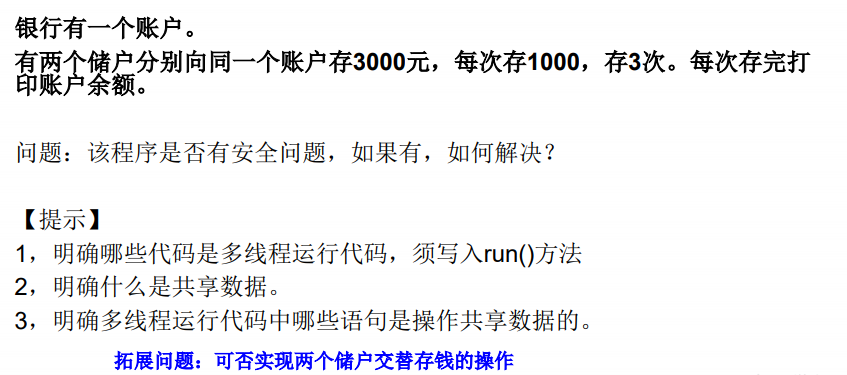 银行有一个账户。
有两个储户分别向同一个账户存3000元，每次存1000，存3次。每次存完打
印账户余额。
问题：该程序是否有安全问题，如果有，如何解决？
【提示】
1，明确哪些代码是多线程运行代码，须写入run()方法
2，明确什么是共享数据。
3，明确多线程运行代码中哪些语句是操作共享数据的。
拓展问题：可否实现两个储户交替存钱的操作